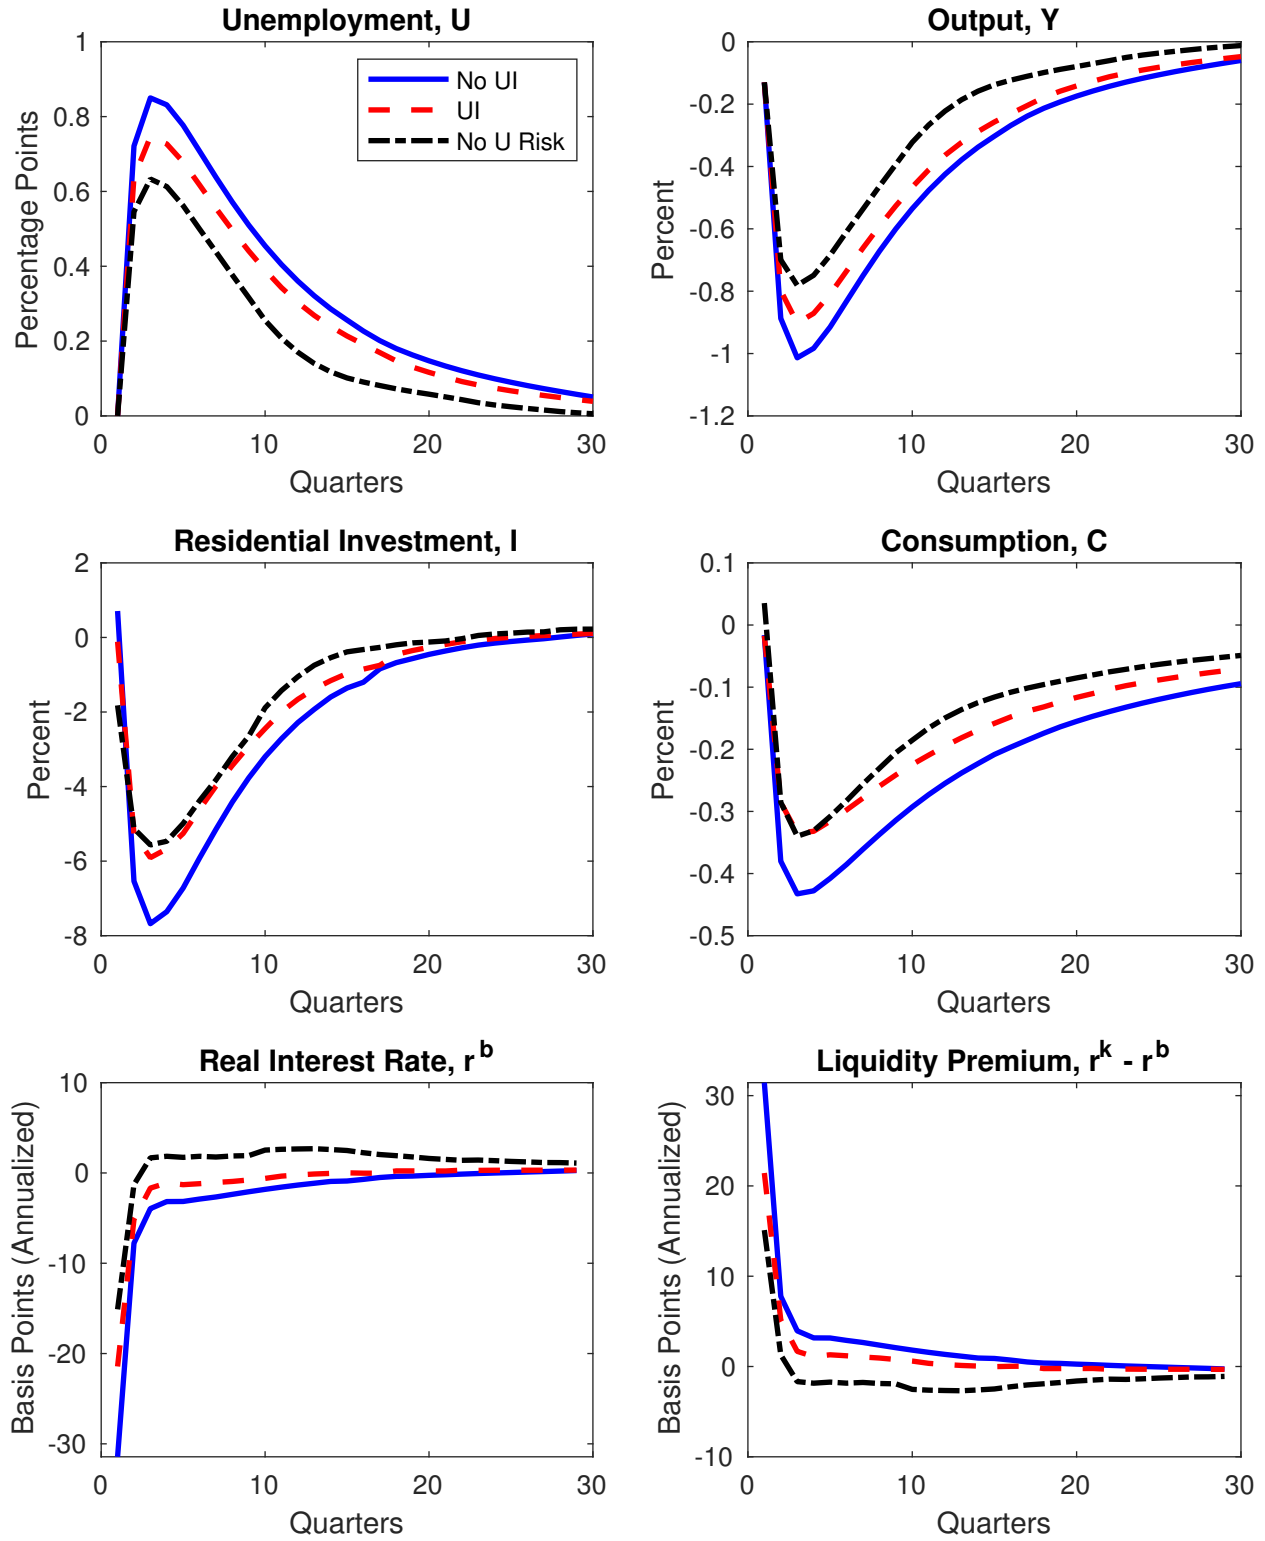 Unemployment, U
1
0.8
0.6
0.4
0.2
0
Percentage Points
No UI
UI
No U Risk
0 10 20 30
Quarters
Output, Y
0
-0.2
-0.4
-0.6
-0.8
-1
-1.2
Percent
0 10 20 30
Quarters
Residential Investment, I
2
0
-2
-4
-6
-8
Percent
0 10 20 30
Quarters
Consumption, C
0.1
0
-0.1
-0.2
-0.3
-0.4
-0.5
Percent
0 10 20 30
Quarters
Real Interest Rate, r^b
10
0
-10
-20
-30
Basis Points (Annualized)
0 10 20 30
Quarters
Liquidity Premium, r^k - r^b
30
20
10
0
-10
Basis Points (Annualized)
0 10 20 30
Quarters